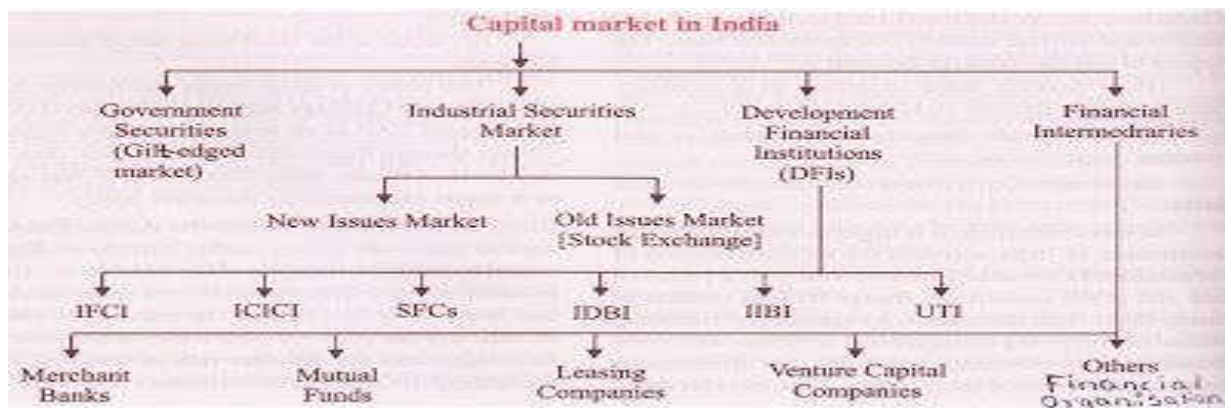 Capital market in India
Government
Securities
(Gilt-edged
market)
Industrial Securities
Market
Development
Financial
Institutions
(DFIs)
Financial
Intermedraries
New Issues Market
Old Issues Market
[Stock Exchange]
IFCI
ICICI
SFCs
IDBI
IIBI
UTI
Merchant
Banks
Mutual
Funds
Leasing
Companies
Venture Capital
Companies
Others
Financial
Organisation